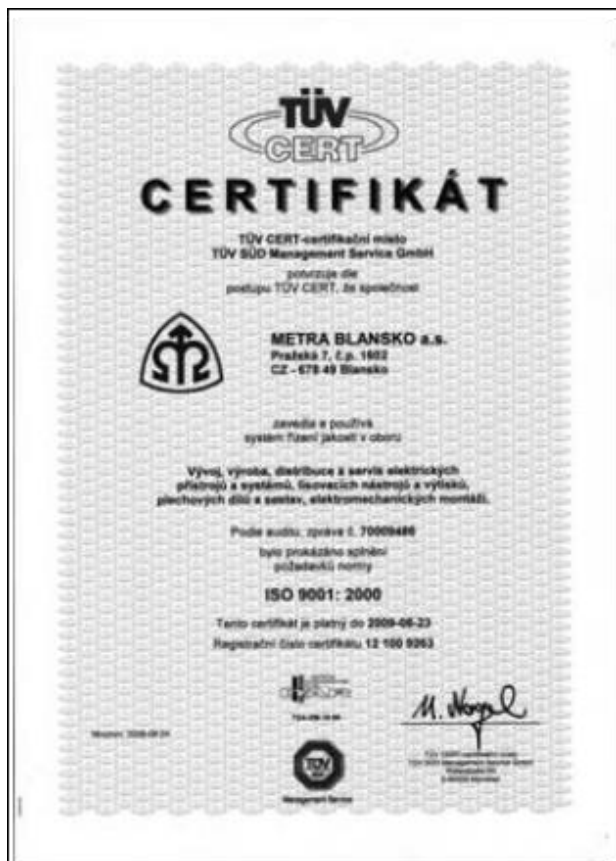 TÜV
CERT
CERTIFIKÁT
TÜV CERT-certifikační místo
TÜV SÜD Management Service GmbH
potvrzuje dle
postupu TÜV CERT, že společnost
METRA BLANSKO a.s.
Pražská 7, č.p. 1602
CZ - 678 49 Blansko
zavedla a používá
systém řízení jakosti v oboru
Vývoj, výroba, distribuce a servis elektrických
přístrojů a systémů, lisovacích nástrojů a výlisků,
plechových dílů a sestav, elektromechanických montáží.
Podle auditu, zpráva č. 70009486
bylo prokázáno splnění
požadavků normy
ISO 9001: 2000
Tento certifikát je platný do 2009-06-23
Registrační číslo certifikátu 12 100 9263
TÜV
Management Service